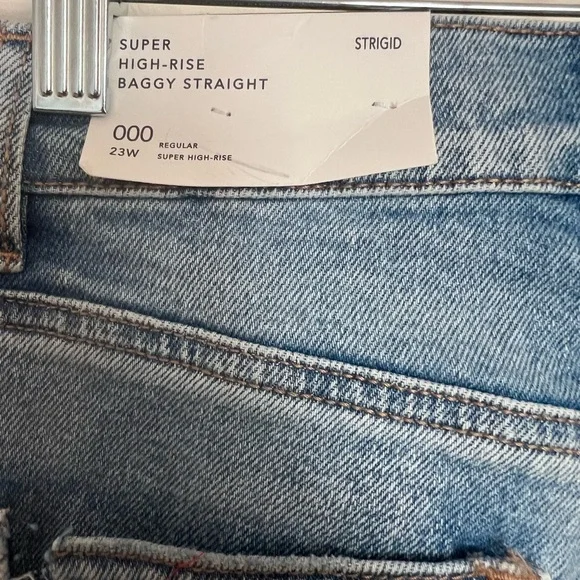 SUPER
HIGH-RISE
BAGGY STRAIGHT
STRIGID
000 REGULAR
23W SUPER HIGH-RISE